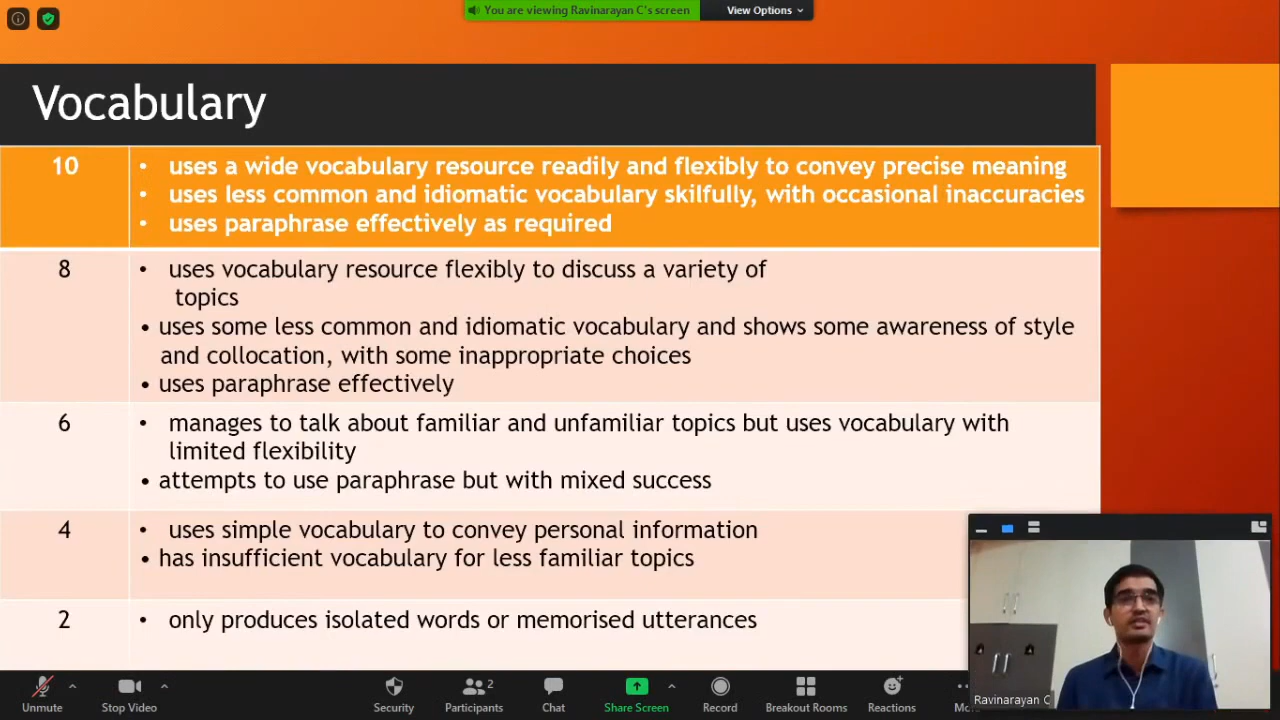 You are viewing Ravinarayan C's screen
View Options
Vocabulary
10
• uses a wide vocabulary resource readily and flexibly to convey precise meaning
• uses less common and idiomatic vocabulary skilfully, with occasional inaccuracies
• uses paraphrase effectively as required
8
• uses vocabulary resource flexibly to discuss a variety of
topics
• uses some less common and idiomatic vocabulary and shows some awareness of style
and collocation, with some inappropriate choices
• uses paraphrase effectively
6
• manages to talk about familiar and unfamiliar topics but uses vocabulary with
limited flexibility
• attempts to use paraphrase but with mixed success
4
• uses simple vocabulary to convey personal information
• has insufficient vocabulary for less familiar topics
2
• only produces isolated words or memorised utterances
Ravinarayan C
Unmute
Stop Video
Security
2
Participants
Chat
Share Screen
Record
Breakout Rooms
Reactions